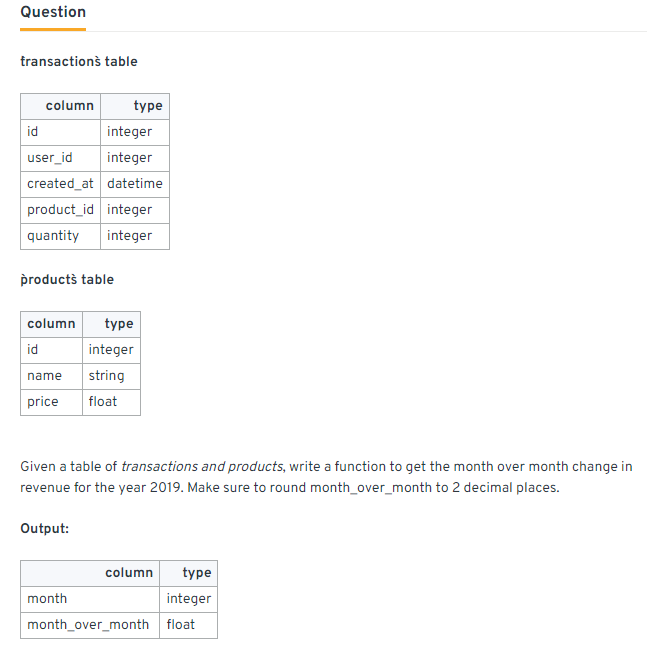 Question
t̀ransactions̀ table
column type
id integer
user_id integer
created_at datetime
product_id integer
quantity integer
p̀roducts̀ table
column type
id integer
name string
price float
Given a table of transactions and products, write a function to get the month over month change in
revenue for the year 2019. Make sure to round month_over_month to 2 decimal places.
Output:
column type
month integer
month_over_month float